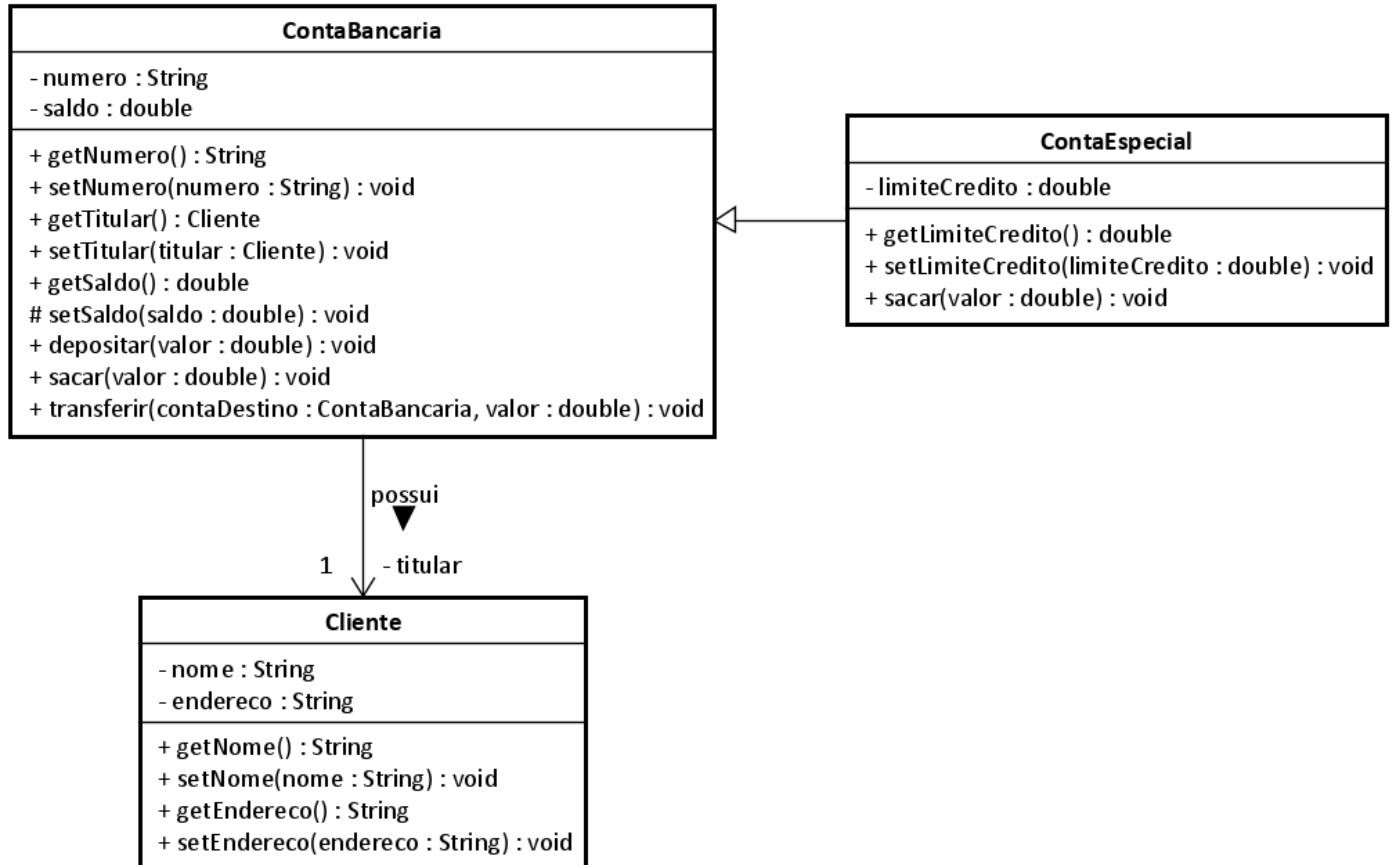 ContaBancaria
- numero : String
- saldo : double
+ getNumero() : String
+ setNumero(numero : String) : void
+ getTitular() : Cliente
+ setTitular(titular : Cliente) : void
+ getSaldo() : double
# setSaldo(saldo : double) : void
+ depositar(valor : double) : void
+ sacar(valor : double) : void
+ transferir(contaDestino : ContaBancaria, valor : double) : void
ContaEspecial
- limiteCredito : double
+ getLimiteCredito() : double
+ setLimiteCredito(limiteCredito : double) : void
+ sacar(valor : double) : void
possui
1
- titular
Cliente
- nome : String
- endereco : String
+ getNome() : String
+ setNome(nome : String) : void
+ getEndereco() : String
+ setEndereco(endereco : String) : void